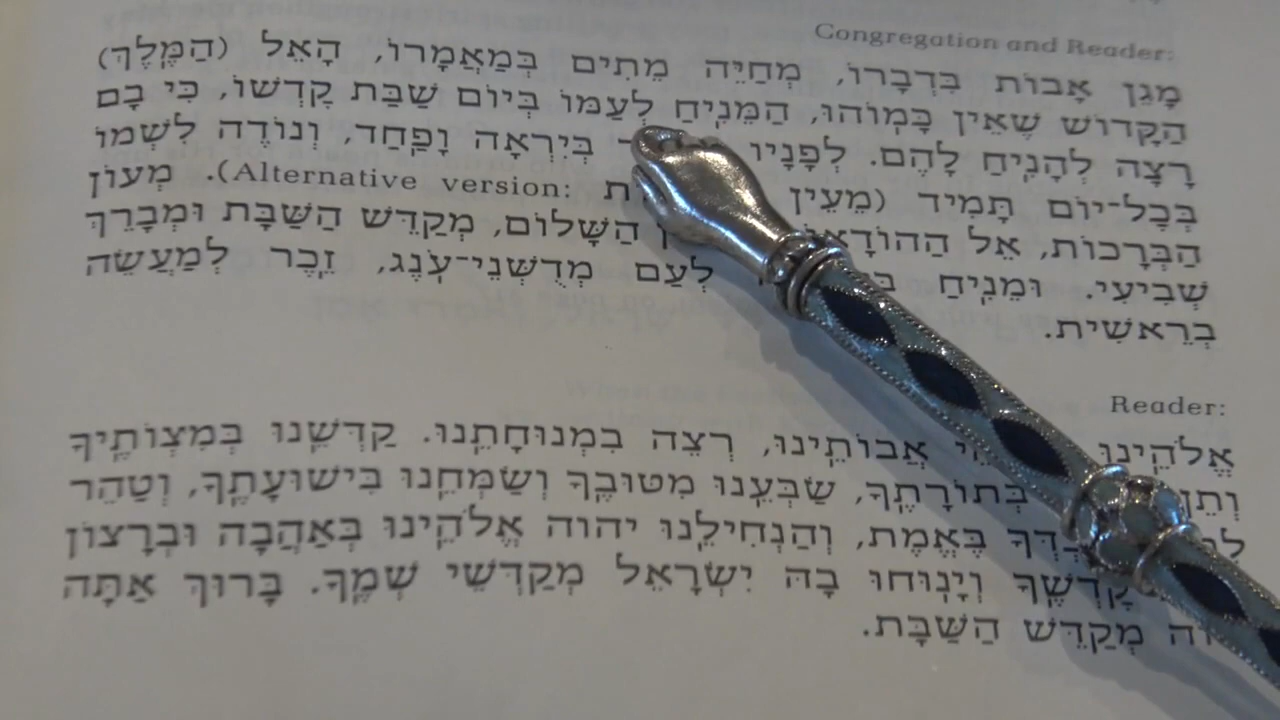 Congregation and Reader:
מָגֵן אָבוֹת בִּדְבָרוֹ, מְחַיֵּה מֵתִים בְּמַאֲמָרוֹ, הָאֵל (הַמֶּלֶךְ)
הַקָּדוֹשׁ שֶׁאֵין כָּמוֹהוּ, הַמֵּנִיחַ לְעַמּוֹ בְּיוֹם שַׁבַּת קָדְשׁוֹ, כִּי בָם
רָצָה לְהָנִיחַ לָהֶם. לְפָנָיו בְּיִרְאָה וָפַחַד, וְנוֹדֶה לִשְׁמוֹ
בְּכָל־יוֹם תָּמִיד (מֵעֵין (Alternative version: מְעוֹן.
הַבְּרָכוֹת, אֵל הַהוֹדָאוֹת הַשָּׁלוֹם, מְקַדֵּשׁ הַשַּׁבָּת וּמְבָרֵךְ
שְׁבִיעִי. וּמֵנִיחַ לְעַם מְדֻשְּׁנֵי־עֹנֶג, זֵכֶר לְמַעֲשֵׂה
בְרֵאשִׁית.
Reader:
אֱלֹהֵינוּ אֲבוֹתֵינוּ, רְצֵה בִמְנוּחָתֵנוּ. קַדְּשֵׁנוּ בְּמִצְוֹתֶיךָ
וְתֵן בְּתוֹרָתֶךָ, שַׂבְּעֵנוּ מִטּוּבֶךָ וְשַׂמְּחֵנוּ בִּישׁוּעָתֶךָ, וְטַהֵר
בֶּאֱמֶת, וְהַנְחִילֵנוּ יהוה אֱלֹהֵינוּ בְּאַהֲבָה וּבְרָצוֹן
קָדְשֶׁךָ וְיָנוּחוּ בָהּ יִשְׂרָאֵל מְקַדְּשֵׁי שְׁמֶךָ. בָּרוּךְ אַתָּה
מְקַדֵּשׁ הַשַּׁבָּת.